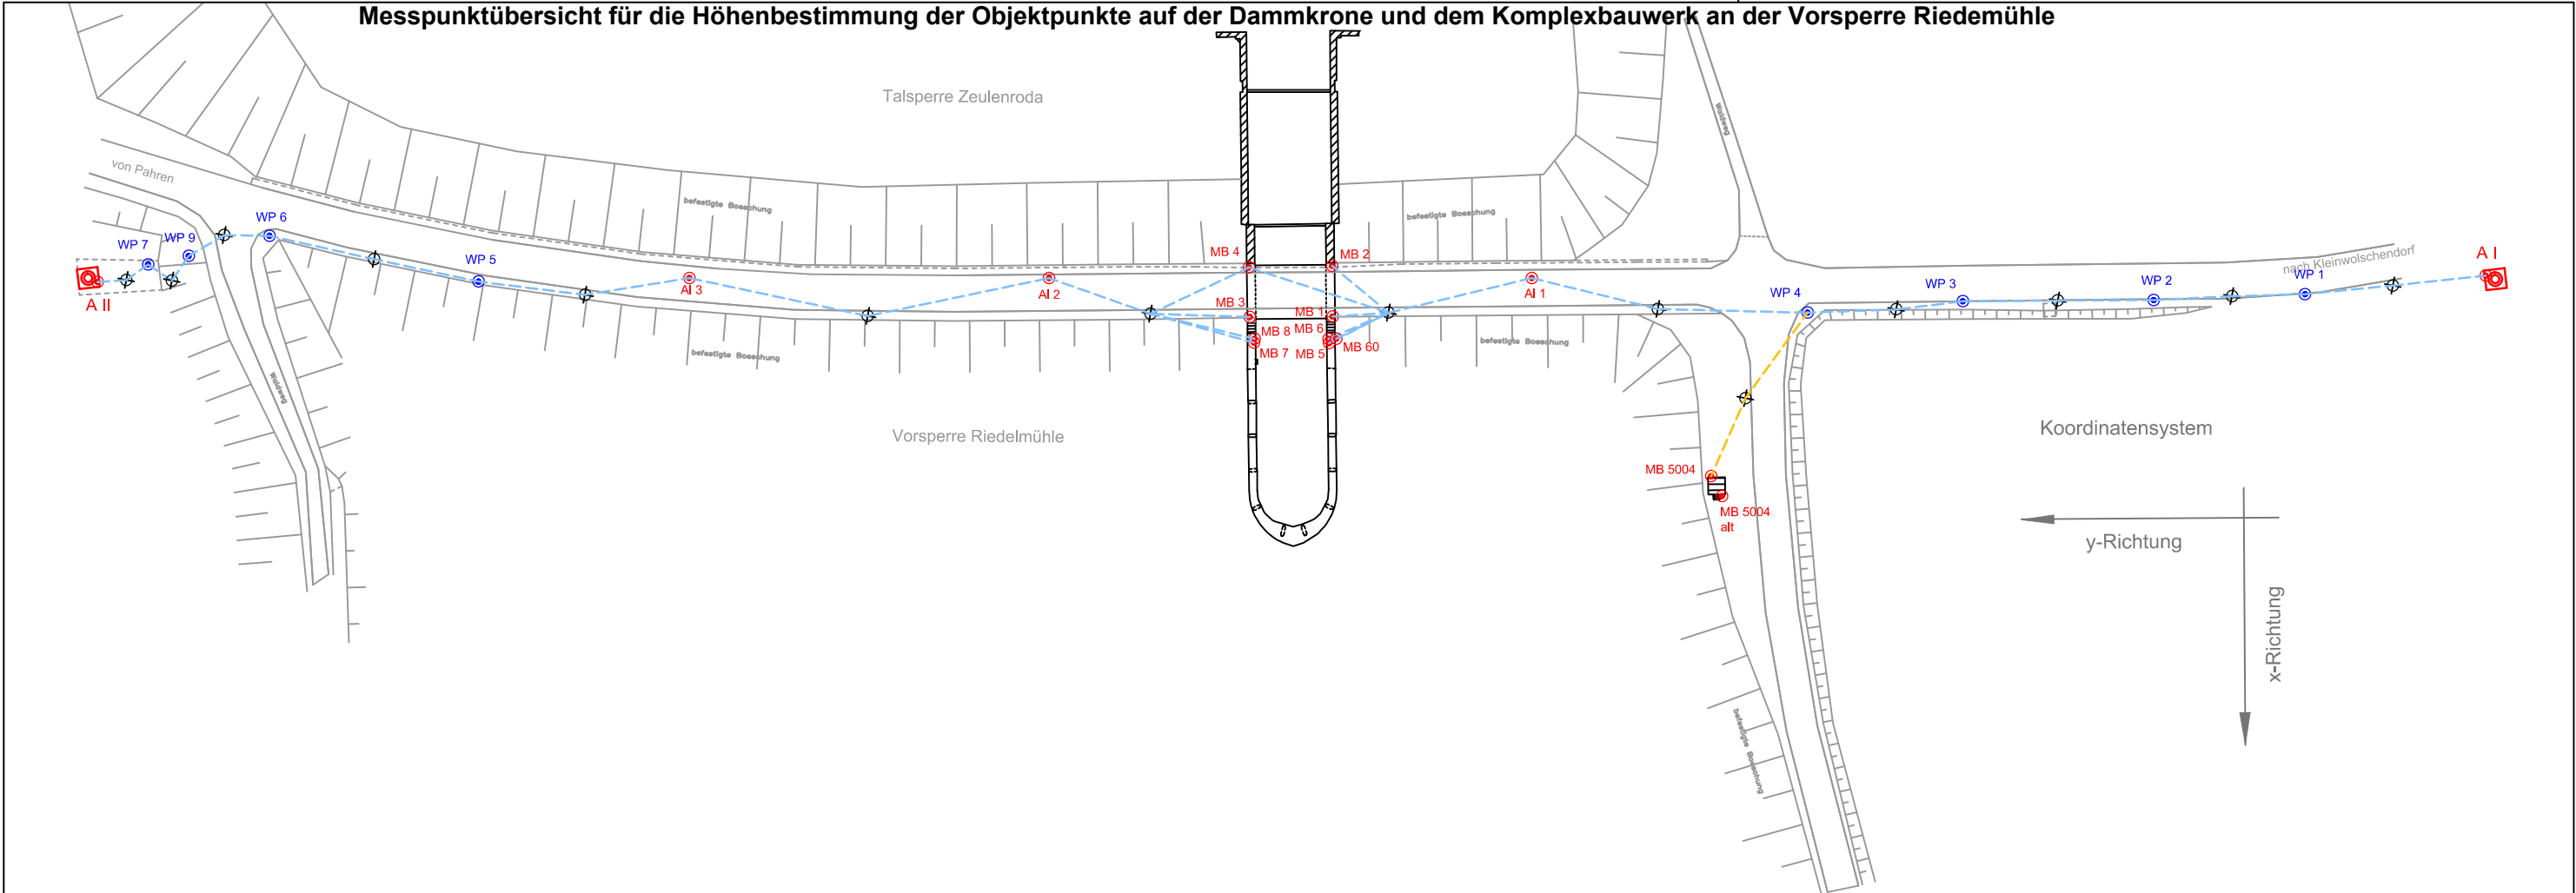 Messpunktübersicht für die Höhenbestimmung der Objektpunkte auf der Dammkrone und dem Komplexbauwerk an der Vorsperre Riedemühle
Talsperre Zeulenroda
Waldweg
von Pahren
befestigte Boeschung
befestigte Boeschung
WP 6
WP 9
WP 7
A II
WP 5
AI 3
AI 2
MB 4
MB 2
MB 3
MB 1
MB 8
MB 6
MB 7
MB 5
MB 60
AI 1
WP 4
WP 3
WP 2
WP 1
nach Kleinwolschendorf
A I
befestigte Boeschung
befestigte Boeschung
Waldweg
Vorsperre Riedelmühle
Koordinatensystem
MB 5004
MB 5004
alt
y-Richtung
x-Richtung
befestigte Boeschung